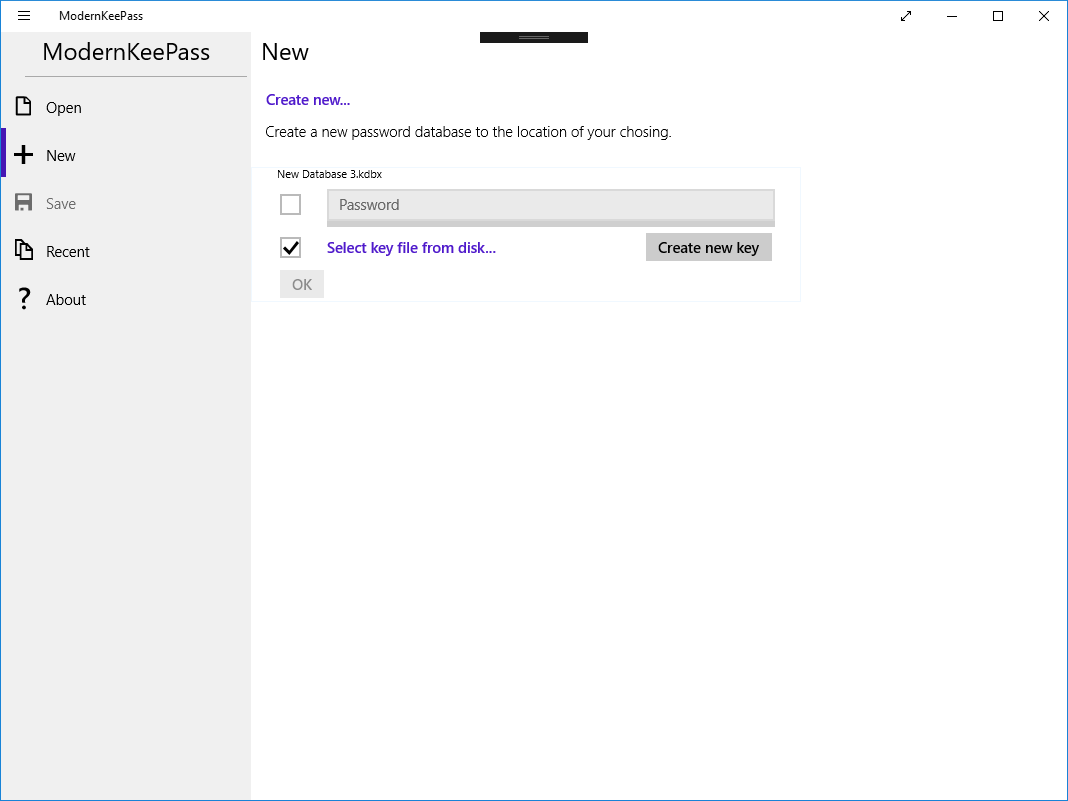 ModernKeePass
ModernKeePass
New
Open
New
Save
Recent
About
Create new...
Create a new password database to the location of your chosing.
New Database 3.kdbx
Password
Select key file from disk...
Create new key
OK